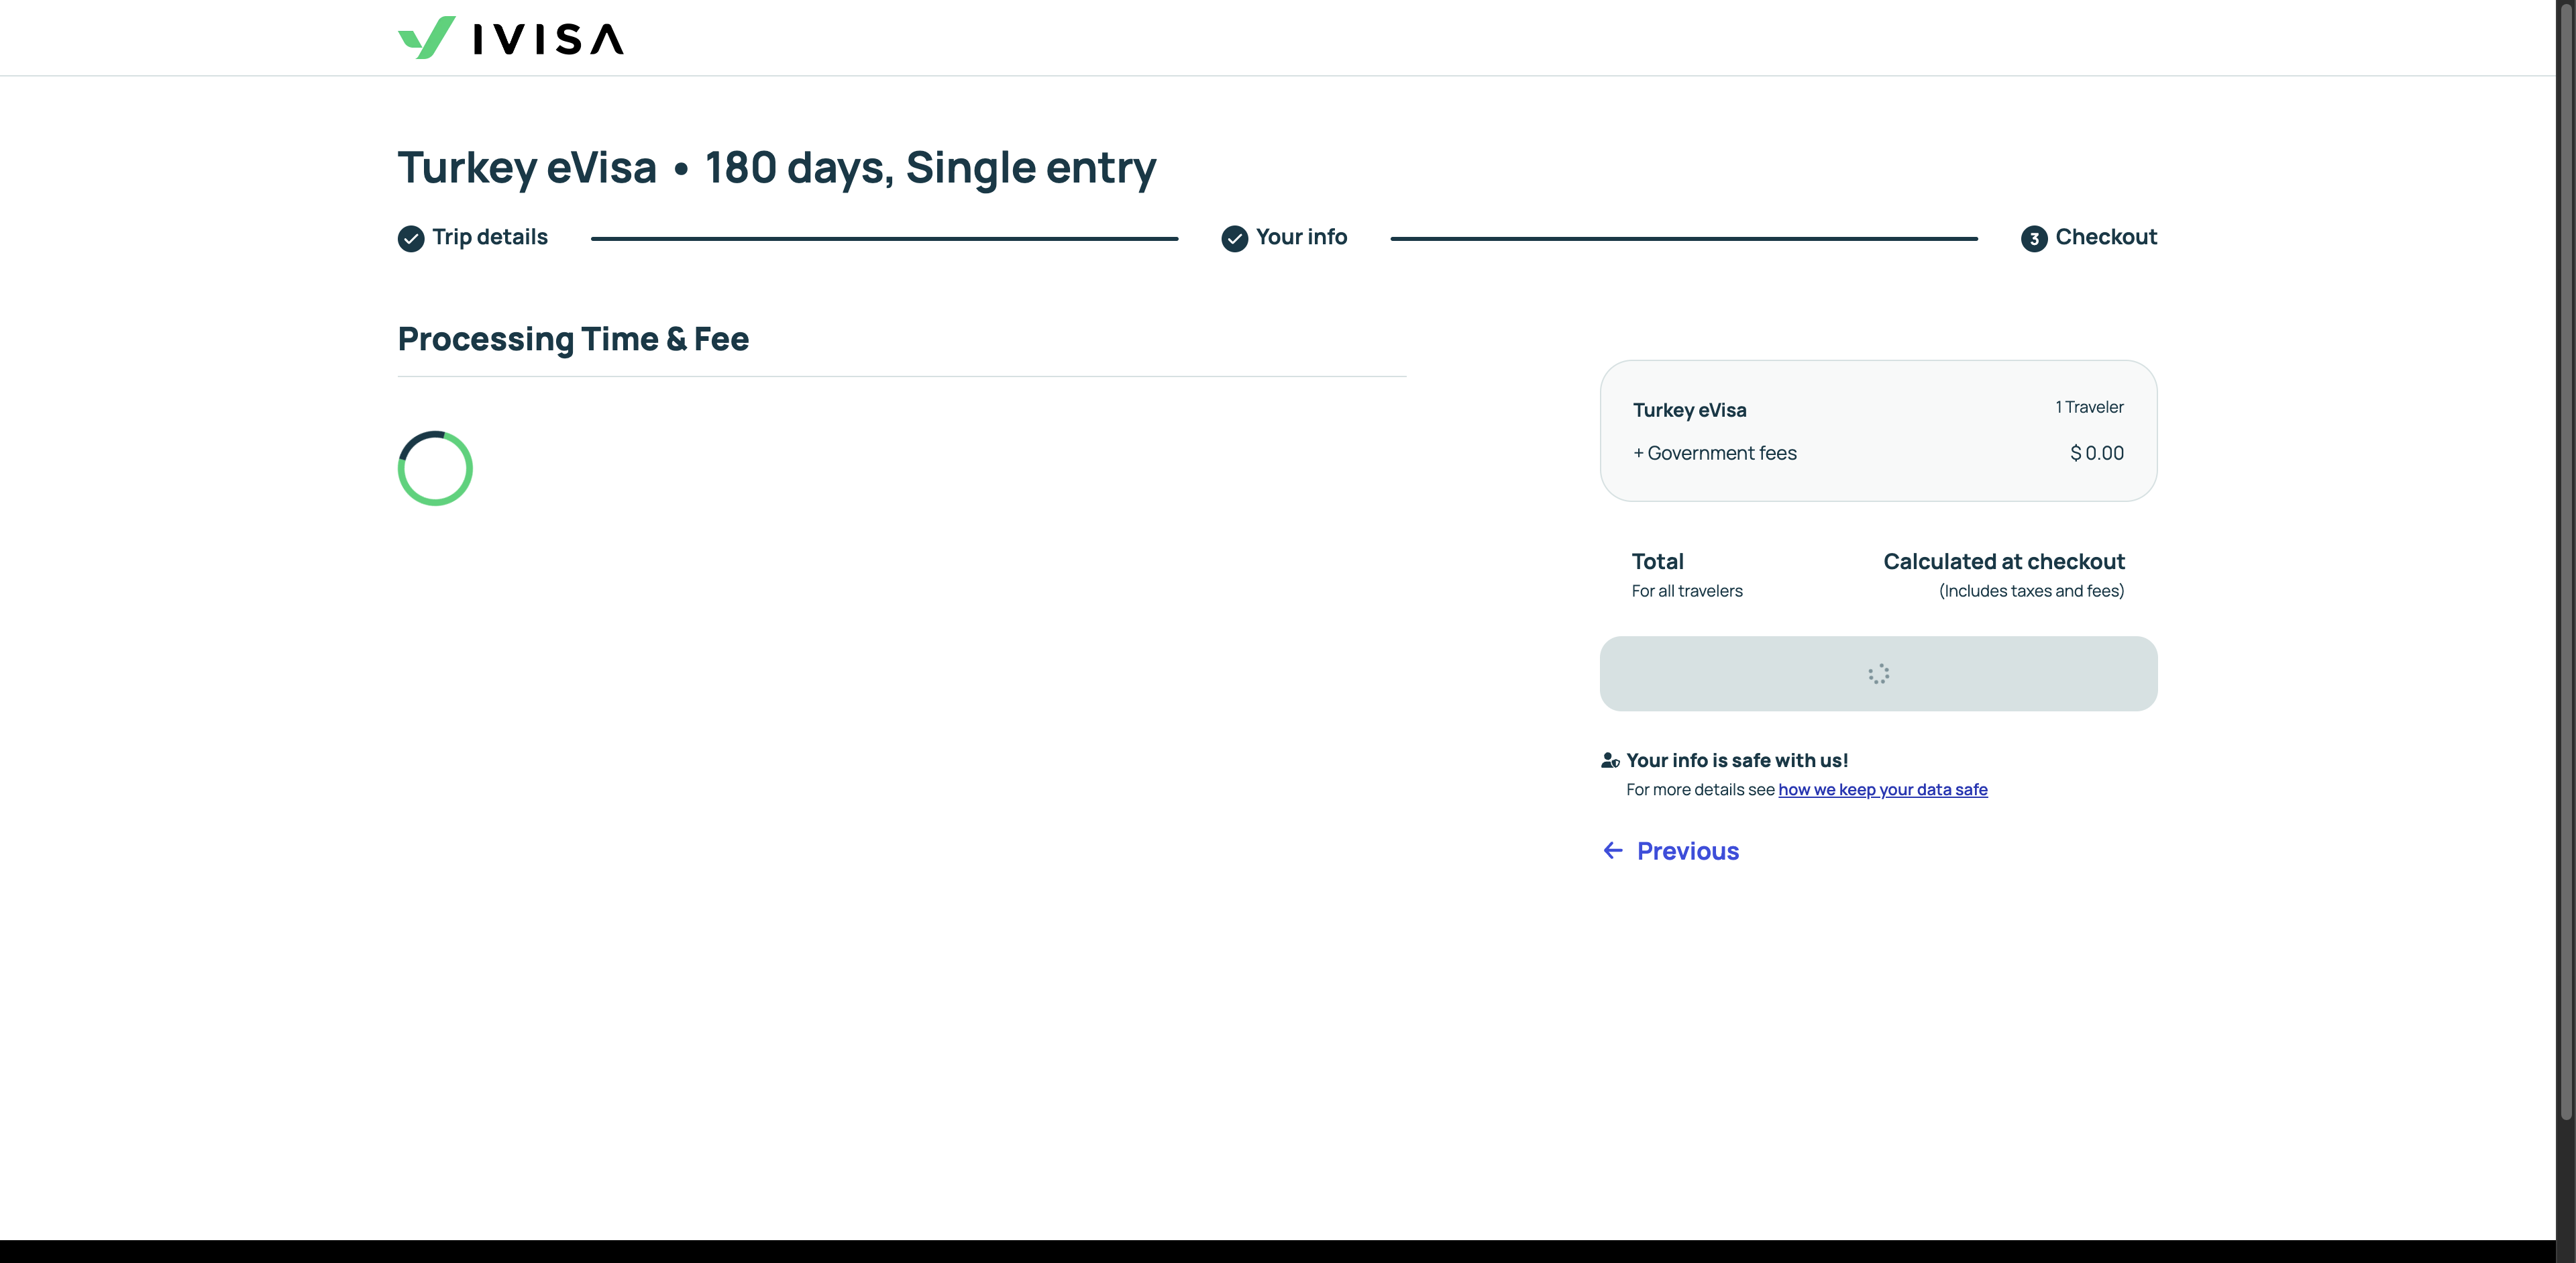 IVISA
Turkey eVisa • 180 days, Single entry
Trip details
Your info
3 Checkout
Processing Time & Fee
Turkey eVisa 1 Traveler
+ Government fees $ 0.00
Total Calculated at checkout
For all travelers (Includes taxes and fees)
Your info is safe with us!
For more details see how we keep your data safe
← Previous